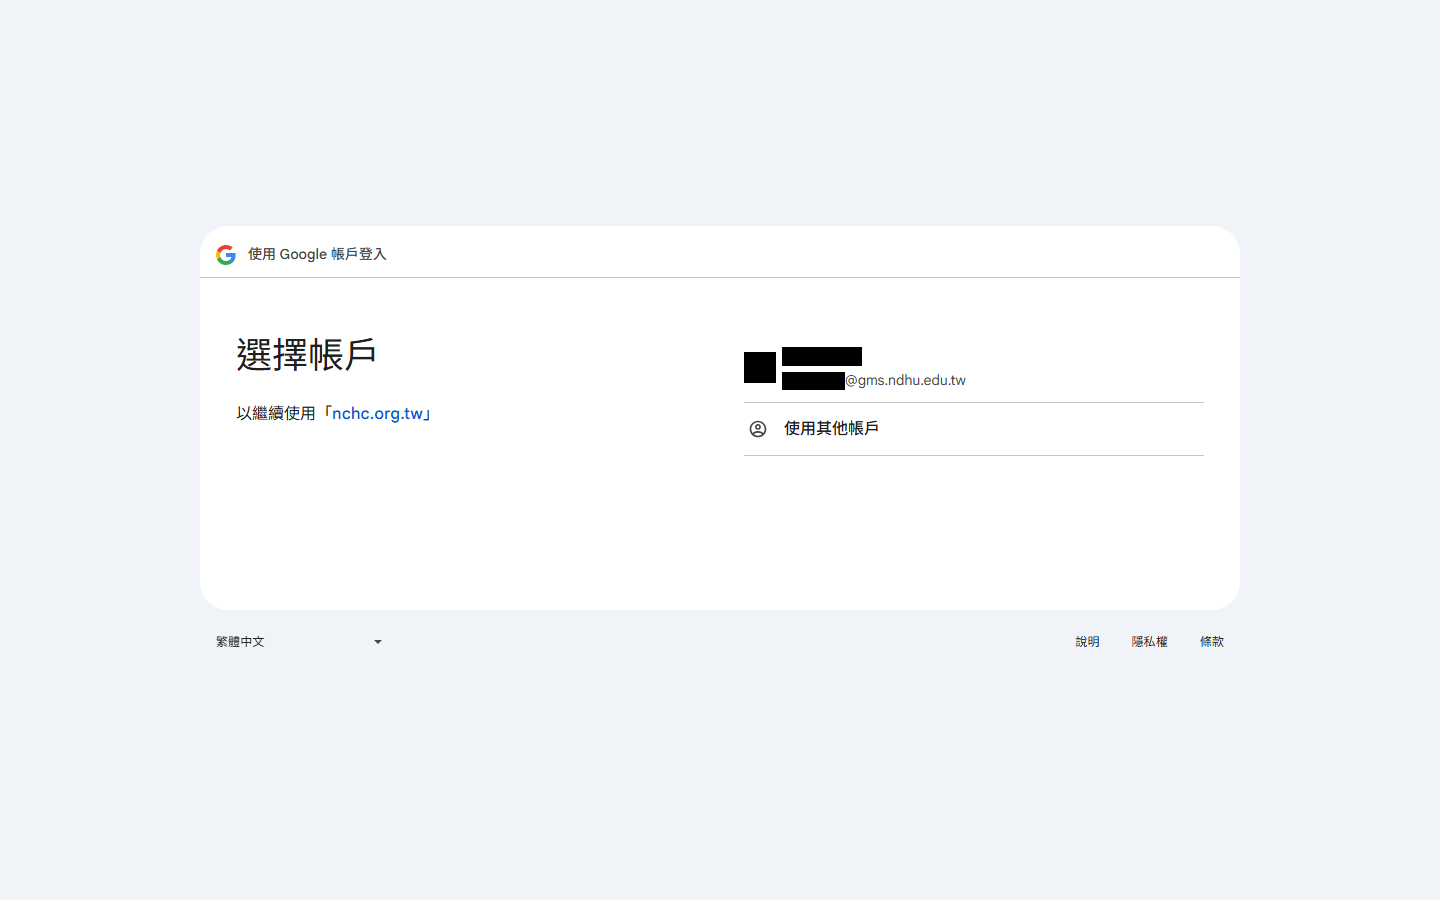 使用 Google 帳戶登入
選擇帳戶
以繼續使用「nchc.org.tw」
@gms.ndhu.edu.tw
使用其他帳戶
繁體中文
說明
隱私權
條款